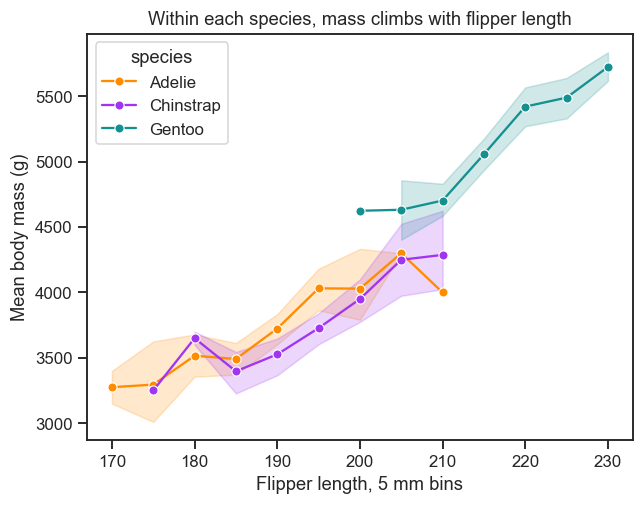 Within each species, mass climbs with flipper length
species
Adelie
Chinstrap
Gentoo
Mean body mass (g)
5500
5000
4500
4000
3500
3000
170 180 190 200 210 220 230
Flipper length, 5 mm bins